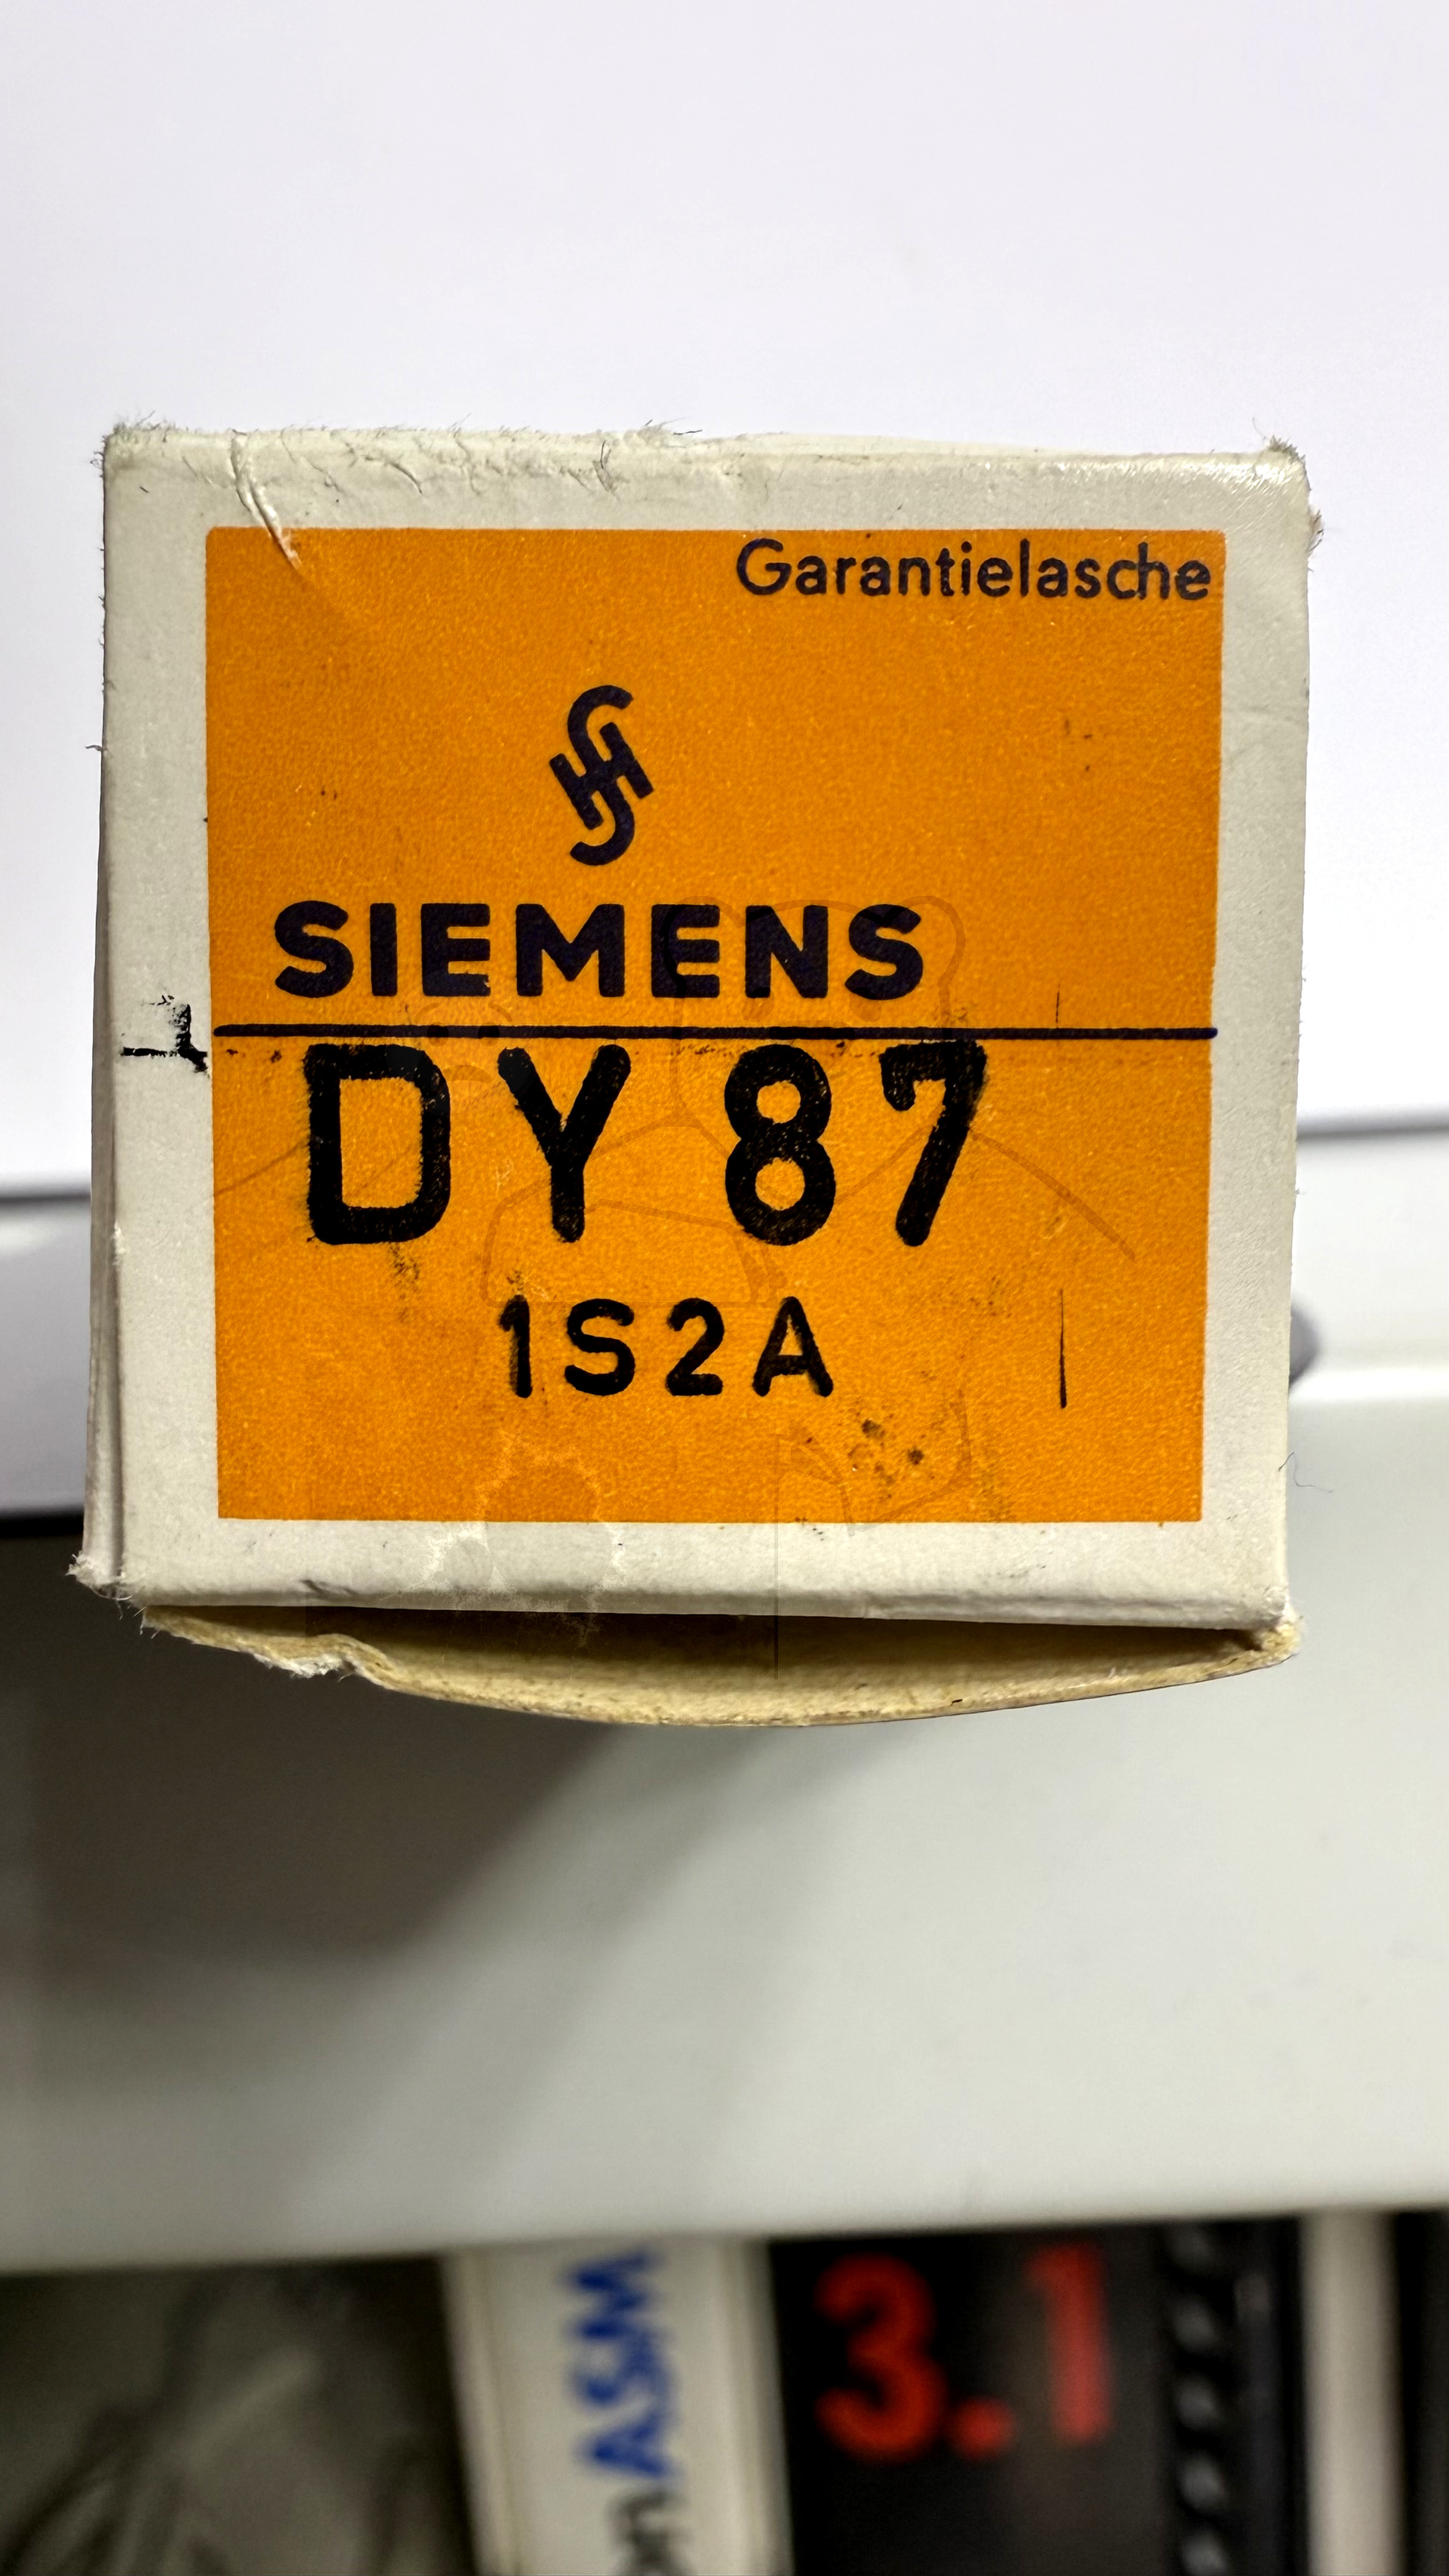 Garantielasche
SIEMENS
DY 87
1S2A
ASM
3.1